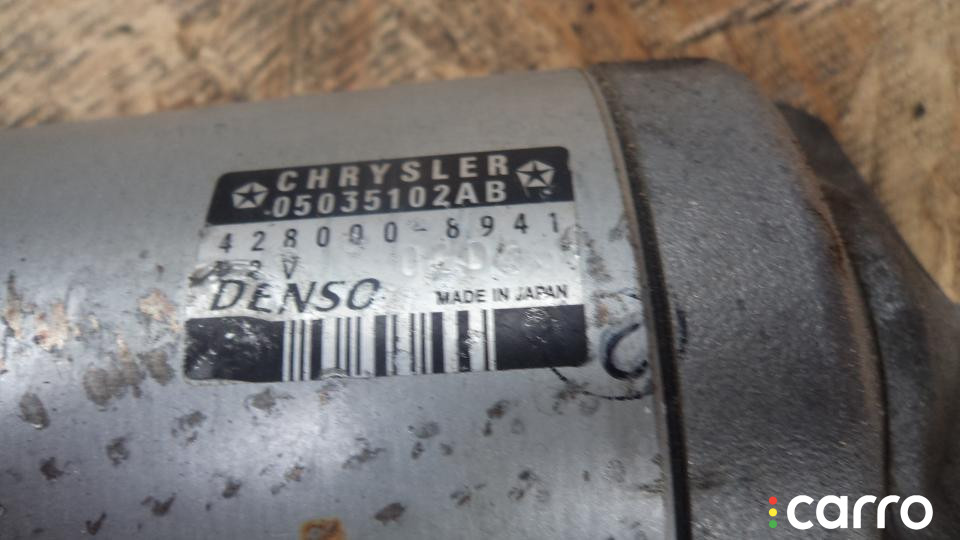 CHRYSLER
05035102AB
428000-8941
DENSO
MADE IN JAPAN
carro